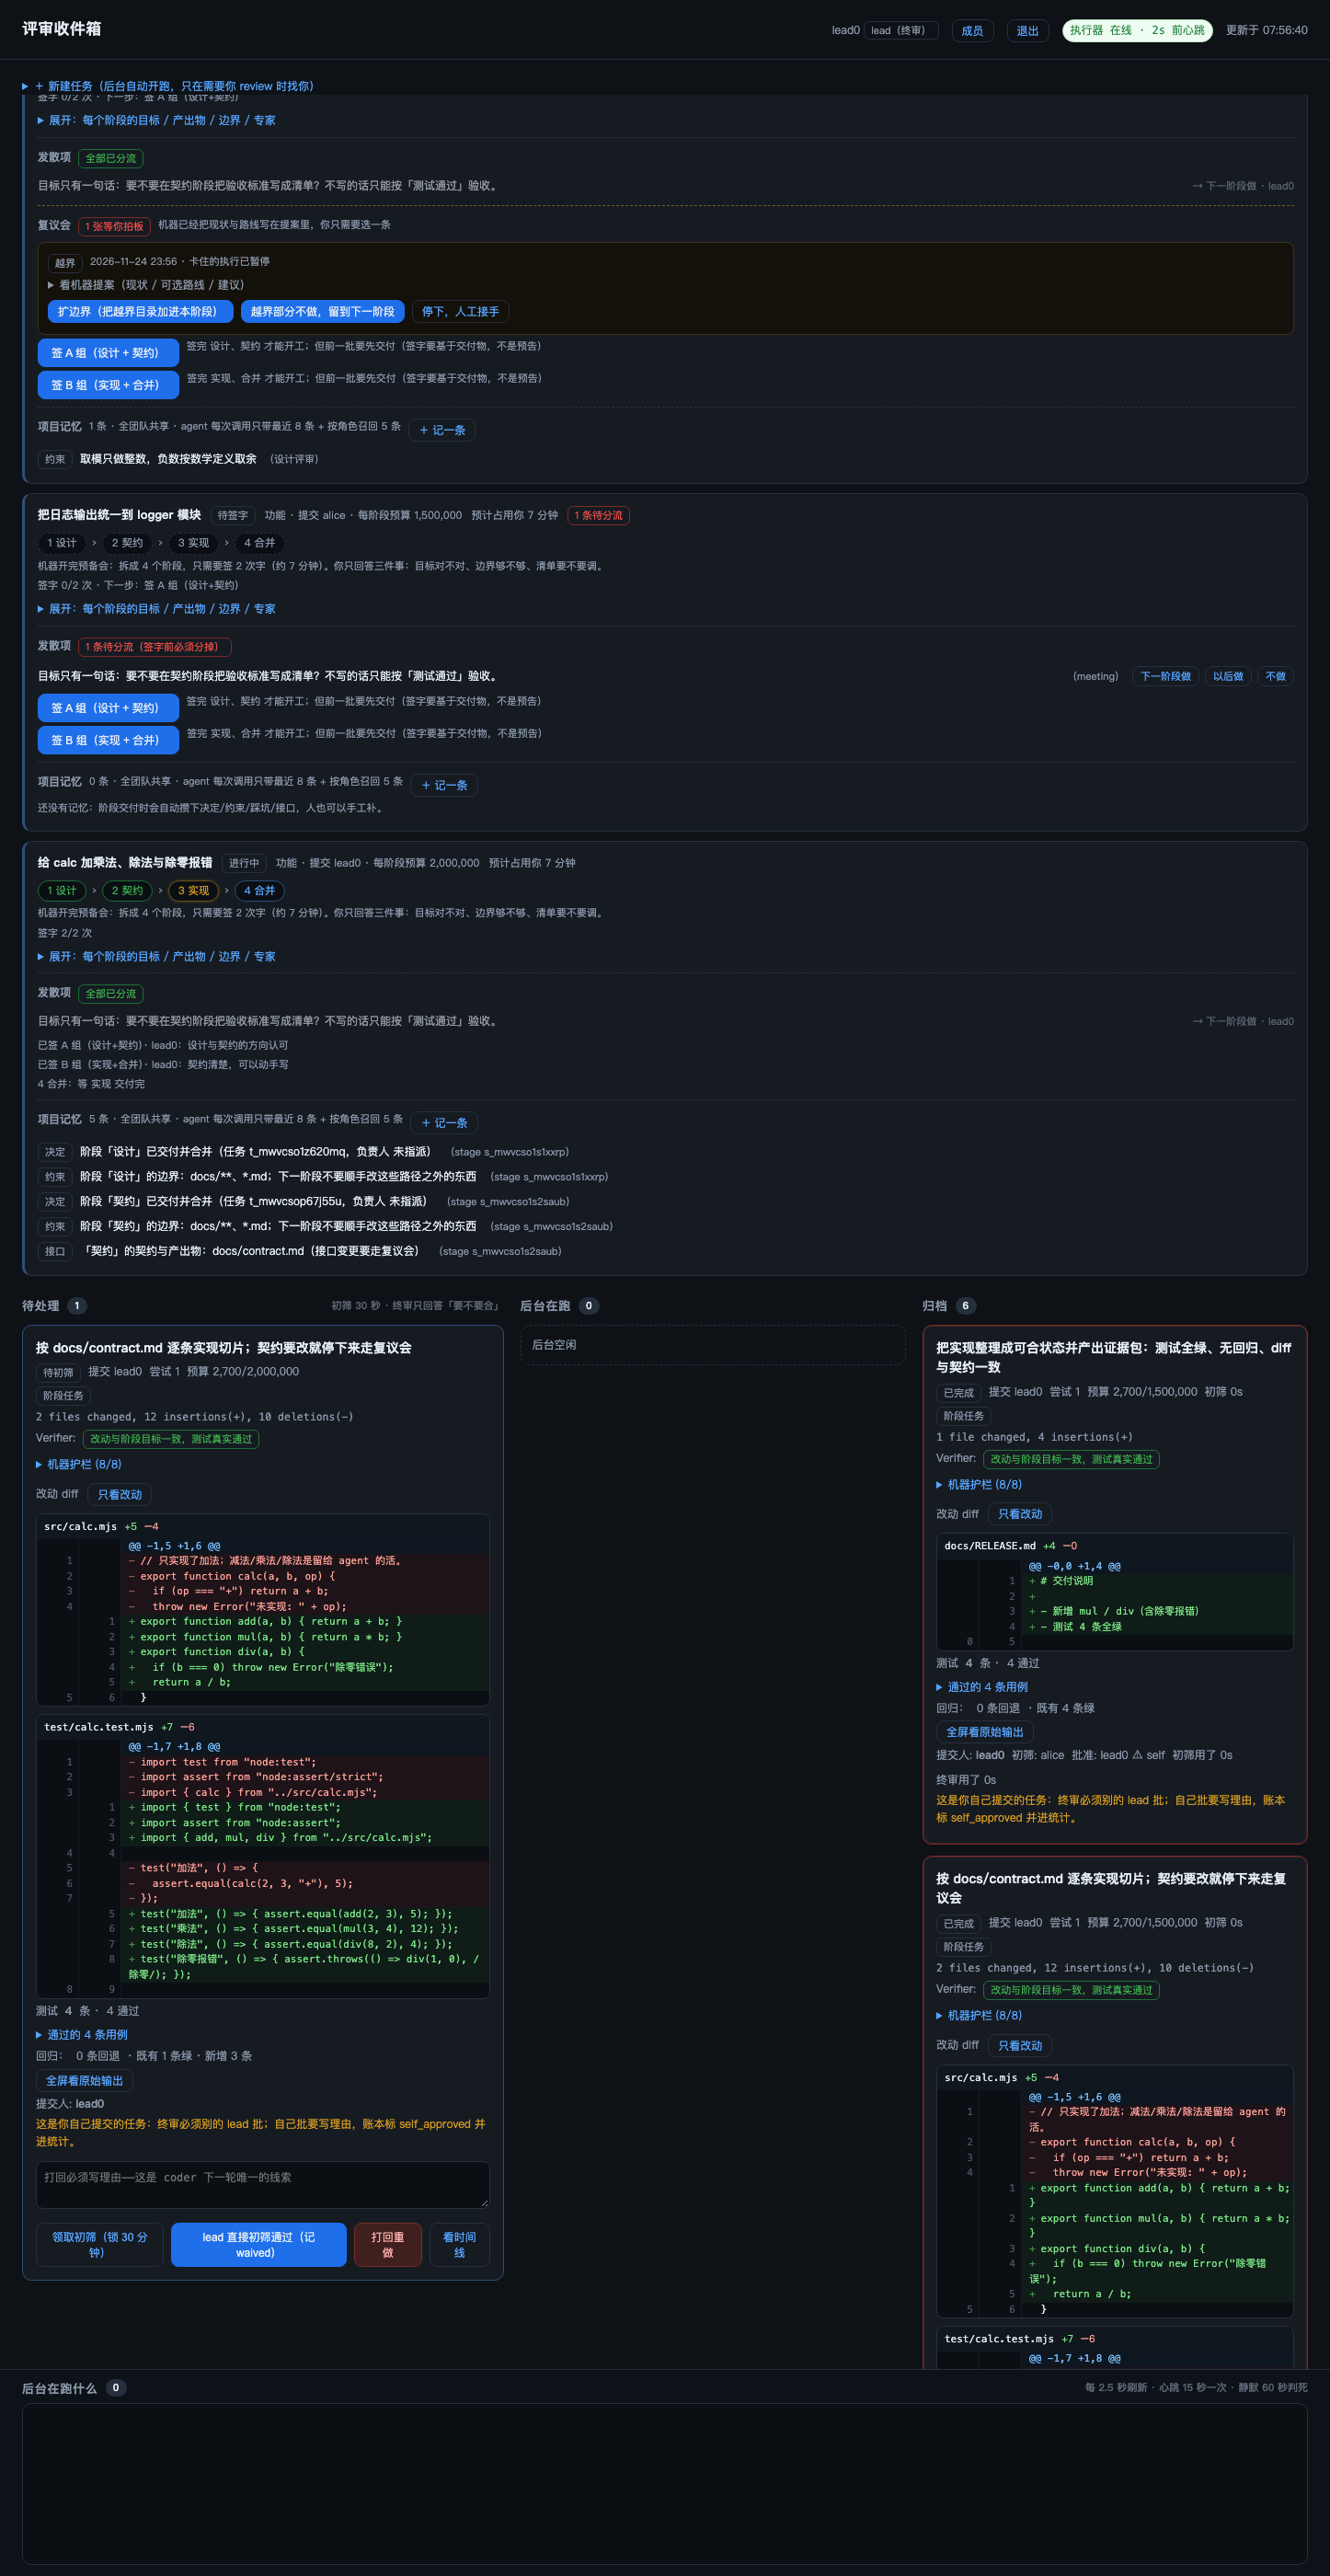 评审收件箱
lead0 lead（终审） 成员 退出 执行器 在线 · 2s 前心跳 更新于 07:56:40
▶ ＋ 新建任务（后台自动开跑，只在需要你 review 时找你）
签字 0/2 次 · 下一步：签 A 组（设计+契约）
▶ 展开：每个阶段的目标 / 产出物 / 边界 / 专家
发散项 全部已分流
目标只有一句话：要不要在契约阶段把验收标准写成清单？不写的话只能按「测试通过」验收。 → 下一阶段做 · lead0
复议会 1 张等你拍板 机器已经把现状与路线写在提案里，你只需要选一条
越界 2026-11-24 23:56 · 卡住的执行已暂停
▶ 看机器提案（现状 / 可选路线 / 建议）
扩边界（把越界目录加进本阶段） 越界部分不做，留到下一阶段 停下，人工接手
签 A 组（设计 + 契约） 签完 设计、契约 才能开工；但前一批要先交付（签字要基于交付物，不是预告）
签 B 组（实现 + 合并） 签完 实现、合并 才能开工；但前一批要先交付（签字要基于交付物，不是预告）
项目记忆 1 条 · 全团队共享 · agent 每次调用只带最近 8 条 + 按角色召回 5 条 ＋ 记一条
约束 取模只做整数，负数按数学定义取余 （设计评审）
把日志输出统一到 logger 模块 待签字 功能 · 提交 alice · 每阶段预算 1,500,000 预计占用你 7 分钟 1 条待分流
1 设计 › 2 契约 › 3 实现 › 4 合并
机器开完预备会：拆成 4 个阶段，只需要签 2 次字（约 7 分钟）。你只回答三件事：目标对不对、边界够不够、清单要不要调。
签字 0/2 次 · 下一步：签 A 组（设计+契约）
▶ 展开：每个阶段的目标 / 产出物 / 边界 / 专家
发散项 1 条待分流（签字前必须分掉）
目标只有一句话：要不要在契约阶段把验收标准写成清单？不写的话只能按「测试通过」验收。 （meeting） 下一阶段做 以后做 不做
签 A 组（设计 + 契约） 签完 设计、契约 才能开工；但前一批要先交付（签字要基于交付物，不是预告）
签 B 组（实现 + 合并） 签完 实现、合并 才能开工；但前一批要先交付（签字要基于交付物，不是预告）
项目记忆 0 条 · 全团队共享 · agent 每次调用只带最近 8 条 + 按角色召回 5 条 ＋ 记一条
还没有记忆：阶段交付时会自动攒下决定/约束/踩坑/接口，人也可以手工补。
给 calc 加乘法、除法与除零报错 进行中 功能 · 提交 lead0 · 每阶段预算 2,000,000 预计占用你 7 分钟
1 设计 › 2 契约 › 3 实现 › 4 合并
机器开完预备会：拆成 4 个阶段，只需要签 2 次字（约 7 分钟）。你只回答三件事：目标对不对、边界够不够、清单要不要调。
签字 2/2 次
▶ 展开：每个阶段的目标 / 产出物 / 边界 / 专家
发散项 全部已分流
目标只有一句话：要不要在契约阶段把验收标准写成清单？不写的话只能按「测试通过」验收。 → 下一阶段做 · lead0
已签 A 组（设计+契约）· lead0：设计与契约的方向认可
已签 B 组（实现+合并）· lead0：契约清楚，可以动手写
4 合并：等 实现 交付完
项目记忆 5 条 · 全团队共享 · agent 每次调用只带最近 8 条 + 按角色召回 5 条 ＋ 记一条
决定 阶段「设计」已交付并合并（任务 t_mwvcso1z620mq，负责人 未指派） （stage s_mwvcso1s1xxrp）
约束 阶段「设计」的边界：docs/**、*.md；下一阶段不要顺手改这些路径之外的东西 （stage s_mwvcso1s1xxrp）
决定 阶段「契约」已交付并合并（任务 t_mwvcsop67j55u，负责人 未指派） （stage s_mwvcso1s2saub）
约束 阶段「契约」的边界：docs/**、*.md；下一阶段不要顺手改这些路径之外的东西 （stage s_mwvcso1s2saub）
接口 「契约」的契约与产出物：docs/contract.md（接口变更要走复议会） （stage s_mwvcso1s2saub）
待处理 1 初筛 30 秒 · 终审只回答「要不要合」
按 docs/contract.md 逐条实现切片；契约要改就停下来走复议会
待初筛 提交 lead0 尝试 1 预算 2,700/2,000,000
阶段任务
2 files changed, 12 insertions(+), 10 deletions(-)
Verifier: 改动与阶段目标一致，测试真实通过
▶ 机器护栏 (8/8)
改动 diff 只看改动
src/calc.mjs +5 −4
@@ -1,5 +1,6 @@
1 − // 只实现了加法；减法/乘法/除法是留给 agent 的活。
2 − export function calc(a, b, op) {
3 − if (op === "+") return a + b;
4 − throw new Error("未实现: " + op);
1 + export function add(a, b) { return a + b; }
2 + export function mul(a, b) { return a * b; }
3 + export function div(a, b) {
4 + if (b === 0) throw new Error("除零错误");
5 + return a / b;
5 6 }
test/calc.test.mjs +7 −6
@@ -1,7 +1,8 @@
1 − import test from "node:test";
2 − import assert from "node:assert/strict";
3 − import { calc } from "../src/calc.mjs";
1 + import { test } from "node:test";
2 + import assert from "node:assert";
3 + import { add, mul, div } from "../src/calc.mjs";
4 4
5 − test("加法", () => {
6 − assert.equal(calc(2, 3, "+"), 5);
7 − });
5 + test("加法", () => { assert.equal(add(2, 3), 5); });
6 + test("乘法", () => { assert.equal(mul(3, 4), 12); });
7 + test("除法", () => { assert.equal(div(8, 2), 4); });
8 + test("除零报错", () => { assert.throws(() => div(1, 0), /
除零/); });
8 9
测试 4 条 · 4 通过
▶ 通过的 4 条用例
回归： 0 条回退 · 既有 1 条绿 · 新增 3 条
全屏看原始输出
提交人: lead0
这是你自己提交的任务：终审必须别的 lead 批；自己批要写理由，账本标 self_approved 并
进统计。
打回必须写理由——这是 coder 下一轮唯一的线索
领取初筛（锁 30 分
钟） lead 直接初筛通过（记
waived） 打回重
做 看时间
线
后台在跑 0
后台空闲
归档 6
把实现整理成可合状态并产出证据包：测试全绿、无回归、diff
与契约一致
已完成 提交 lead0 尝试 1 预算 2,700/1,500,000 初筛 0s
阶段任务
1 file changed, 4 insertions(+)
Verifier: 改动与阶段目标一致，测试真实通过
▶ 机器护栏 (8/8)
改动 diff 只看改动
docs/RELEASE.md +4 −0
@@ -0,0 +1,4 @@
1 + # 交付说明
2 +
3 + - 新增 mul / div（含除零报错）
4 + - 测试 4 条全绿
0 5
测试 4 条 · 4 通过
▶ 通过的 4 条用例
回归： 0 条回退 · 既有 4 条绿
全屏看原始输出
提交人: lead0 初筛: alice 批准: lead0 ⚠ self 初筛用了 0s
终审用了 0s
这是你自己提交的任务：终审必须别的 lead 批；自己批要写理由，账本
标 self_approved 并进统计。
按 docs/contract.md 逐条实现切片；契约要改就停下来走复
议会
已完成 提交 lead0 尝试 1 预算 2,700/1,500,000 初筛 0s
阶段任务
2 files changed, 12 insertions(+), 10 deletions(-)
Verifier: 改动与阶段目标一致，测试真实通过
▶ 机器护栏 (8/8)
改动 diff 只看改动
src/calc.mjs +5 −4
@@ -1,5 +1,6 @@
1 − // 只实现了加法；减法/乘法/除法是留给 agent 的
活。
2 − export function calc(a, b, op) {
3 − if (op === "+") return a + b;
4 − throw new Error("未实现: " + op);
1 + export function add(a, b) { return a + b;
}
2 + export function mul(a, b) { return a * b;
}
3 + export function div(a, b) {
4 + if (b === 0) throw new Error("除零错
误");
5 + return a / b;
5 6 }
test/calc.test.mjs +7 −6
@@ -1,7 +1,8 @@
后台在跑什么 0 每 2.5 秒刷新 · 心跳 15 秒一次 · 静默 60 秒判死